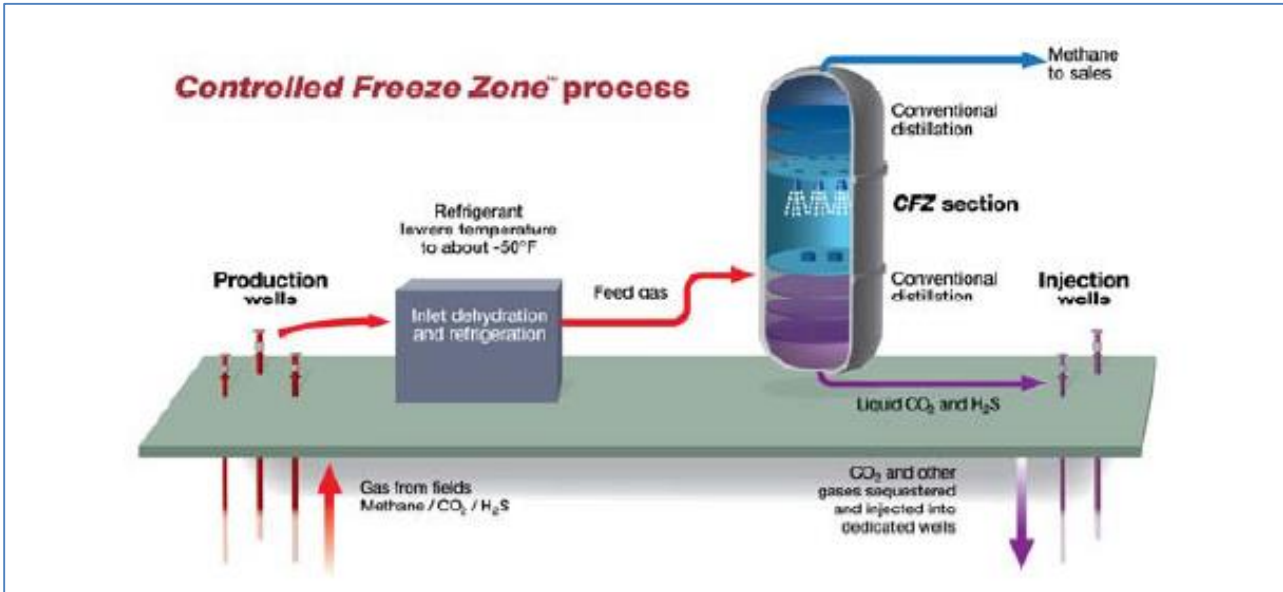 Controlled Freeze Zone™ process
Methane
to sales
Conventional
distillation
CFZ section
Refrigerant
lowers temperature
to about -50°F
Production
wells
Feed gas
Conventional
distillation
Injection
wells
Inlet dehydration
and refrigeration
Liquid CO₂ and H₂S
Gas from fields
Methane / CO₂ / H₂S
CO₂ and other
gases sequestered
and injected into
dedicated wells